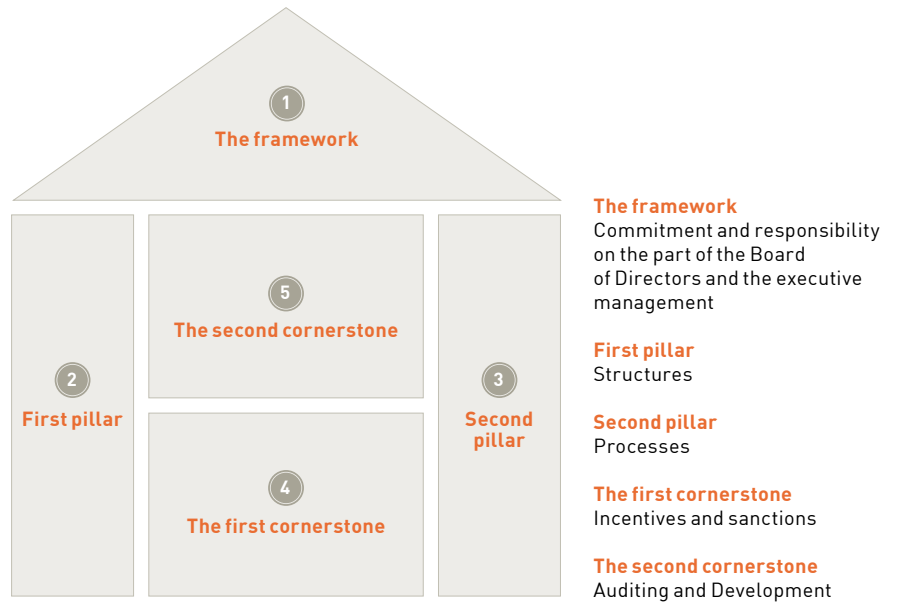 1
The framework
5
The second cornerstone
2
First pillar
3
Second
pillar
4
The first cornerstone
The framework
Commitment and responsibility
on the part of the Board
of Directors and the executive
management
First pillar
Structures
Second pillar
Processes
The first cornerstone
Incentives and sanctions
The second cornerstone
Auditing and Development